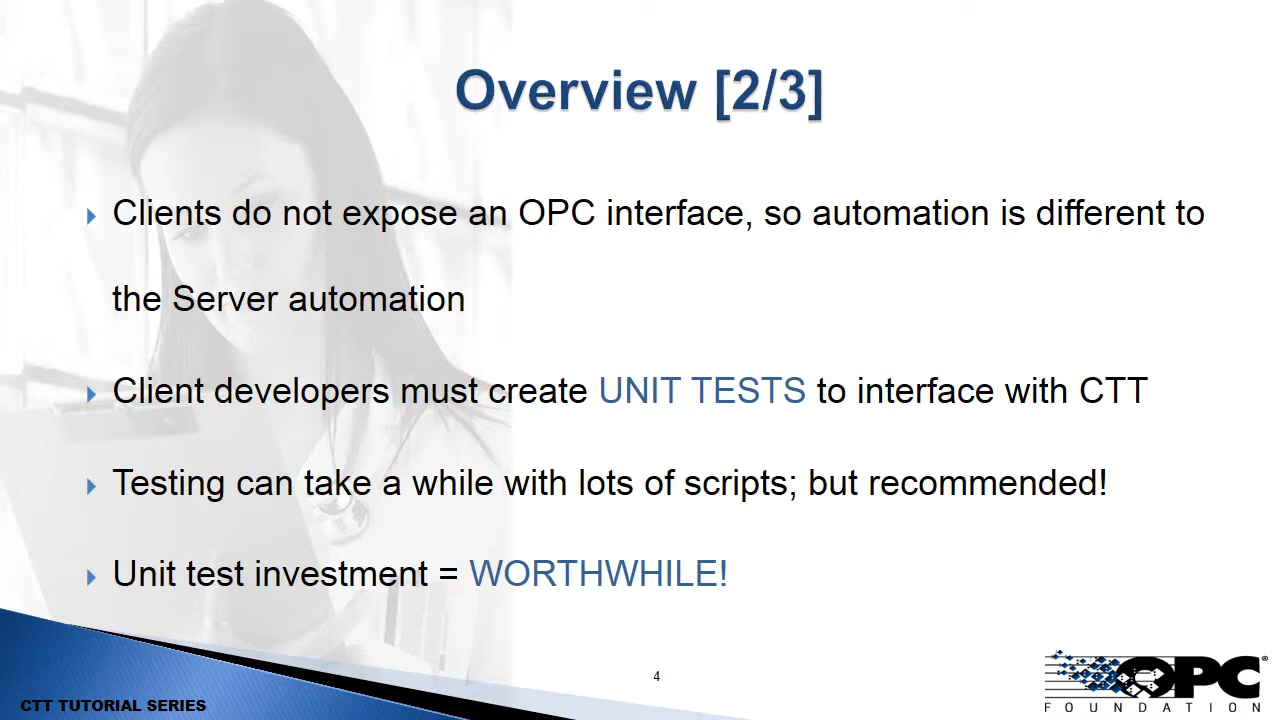 Overview [2/3]
Clients do not expose an OPC interface, so automation is different to
the Server automation
Client developers must create UNIT TESTS to interface with CTT
Testing can take a while with lots of scripts; but recommended!
Unit test investment = WORTHWHILE!
4
CTT TUTORIAL SERIES
OPC®
FOUNDATION